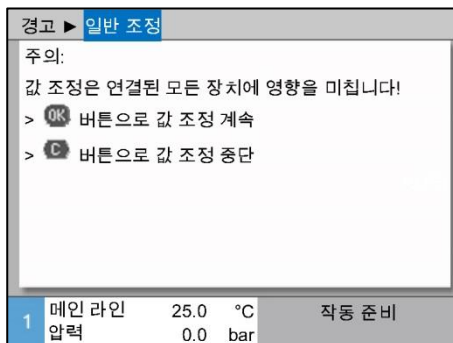 경고 ► 일반 조정
주의:
값 조정은 연결된 모든 장치에 영향을 미칩니다!
> OK 버튼으로 값 조정 계속
> C 버튼으로 값 조정 중단
1 메인 라인 25.0 °C 작동 준비
압력 0.0 bar